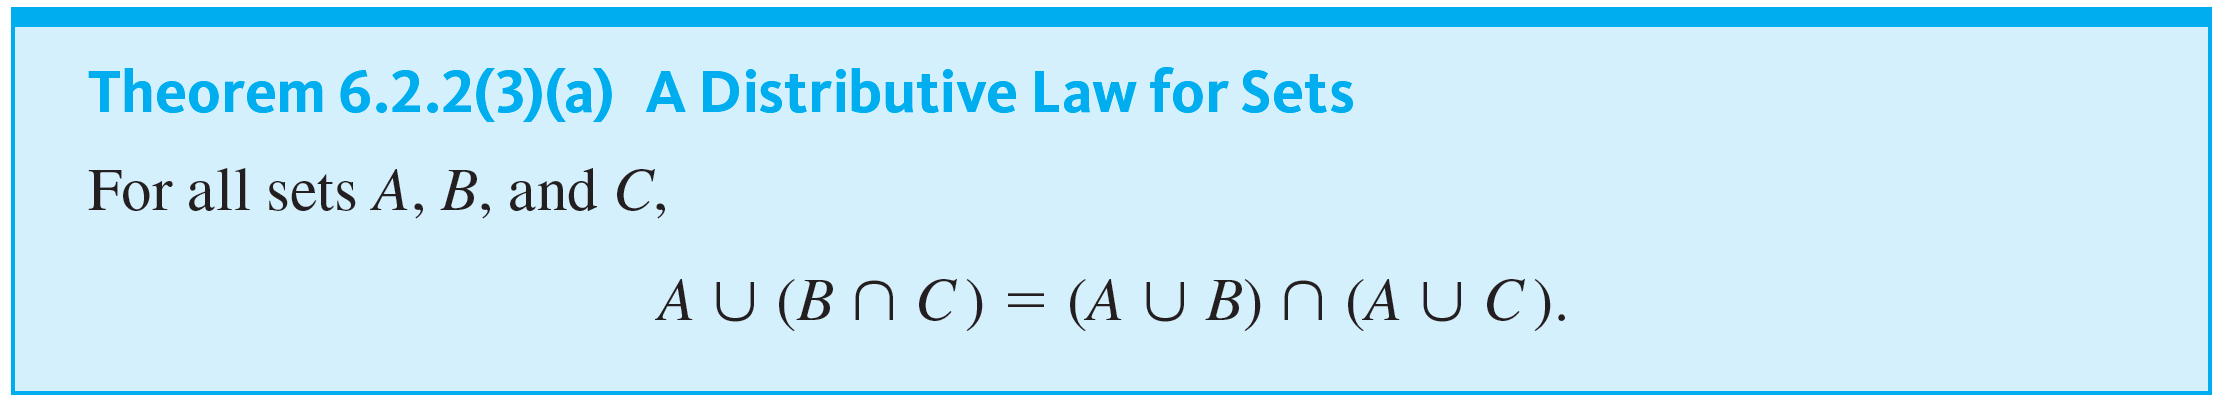 Theorem 6.2.2(3)(a) A Distributive Law for Sets
For all sets A, B, and C,
A ∪ (B ∩ C) = (A ∪ B) ∩ (A ∪ C).